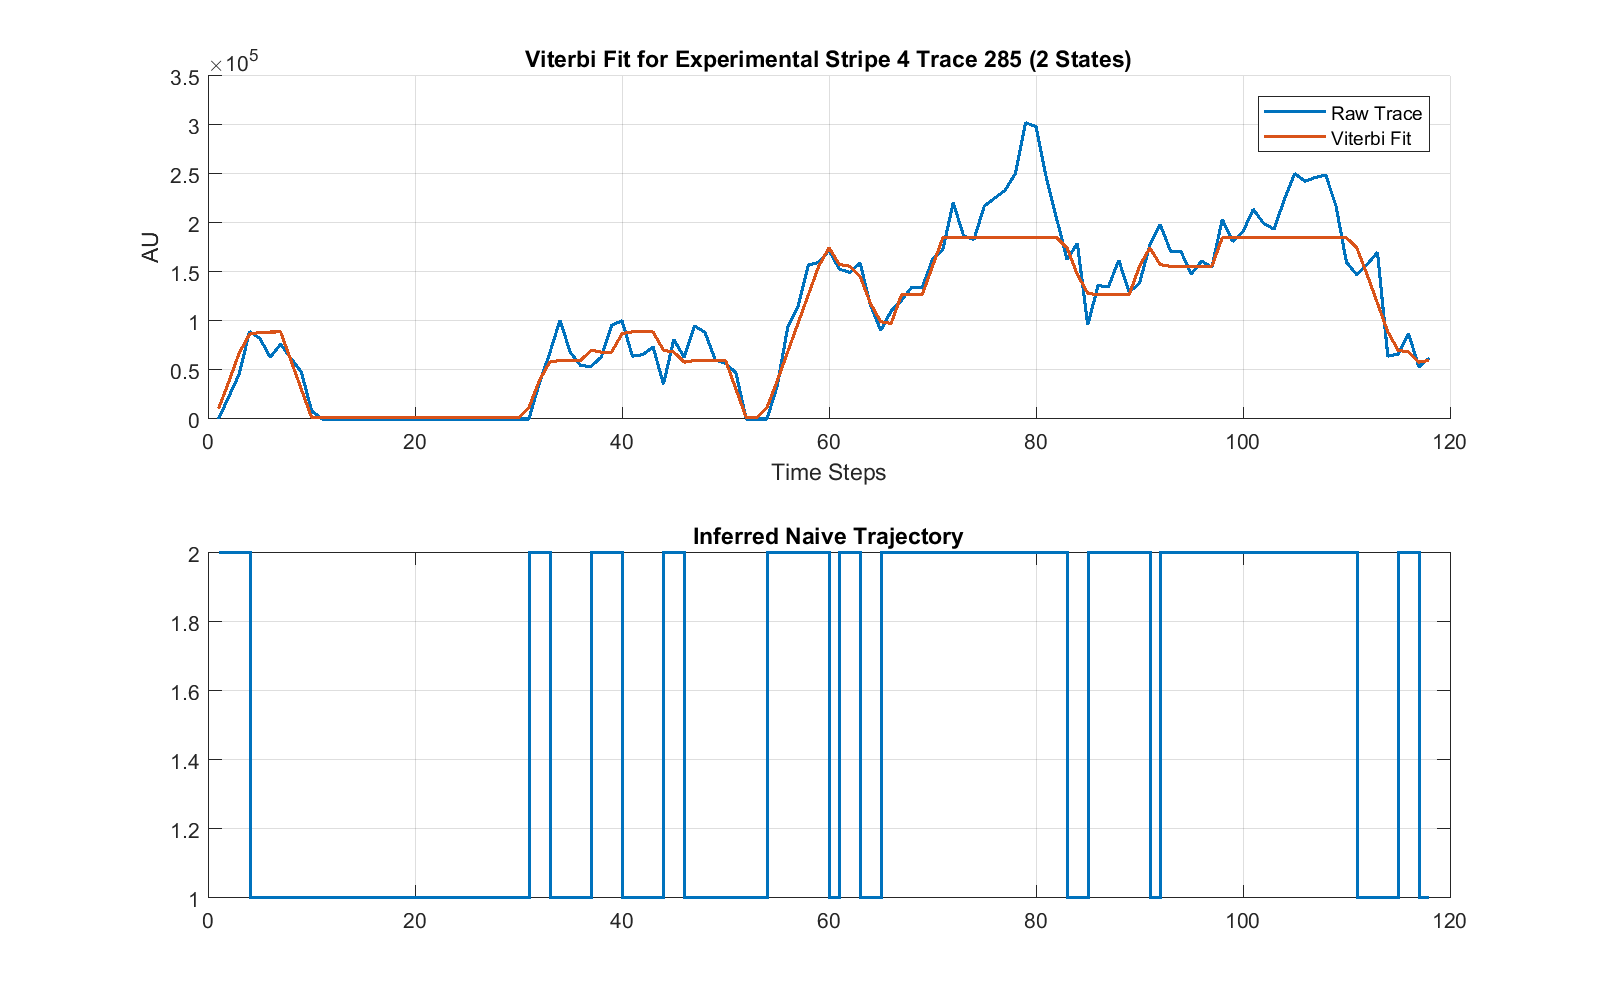 Viterbi Fit for Experimental Stripe 4 Trace 285 (2 States)
×10^5
3.5
3
2.5
2
1.5
1
0.5
0
AU
Raw Trace
Viterbi Fit
0 20 40 60 80 100 120
Time Steps
Inferred Naive Trajectory
2
1.8
1.6
1.4
1.2
1
0 20 40 60 80 100 120